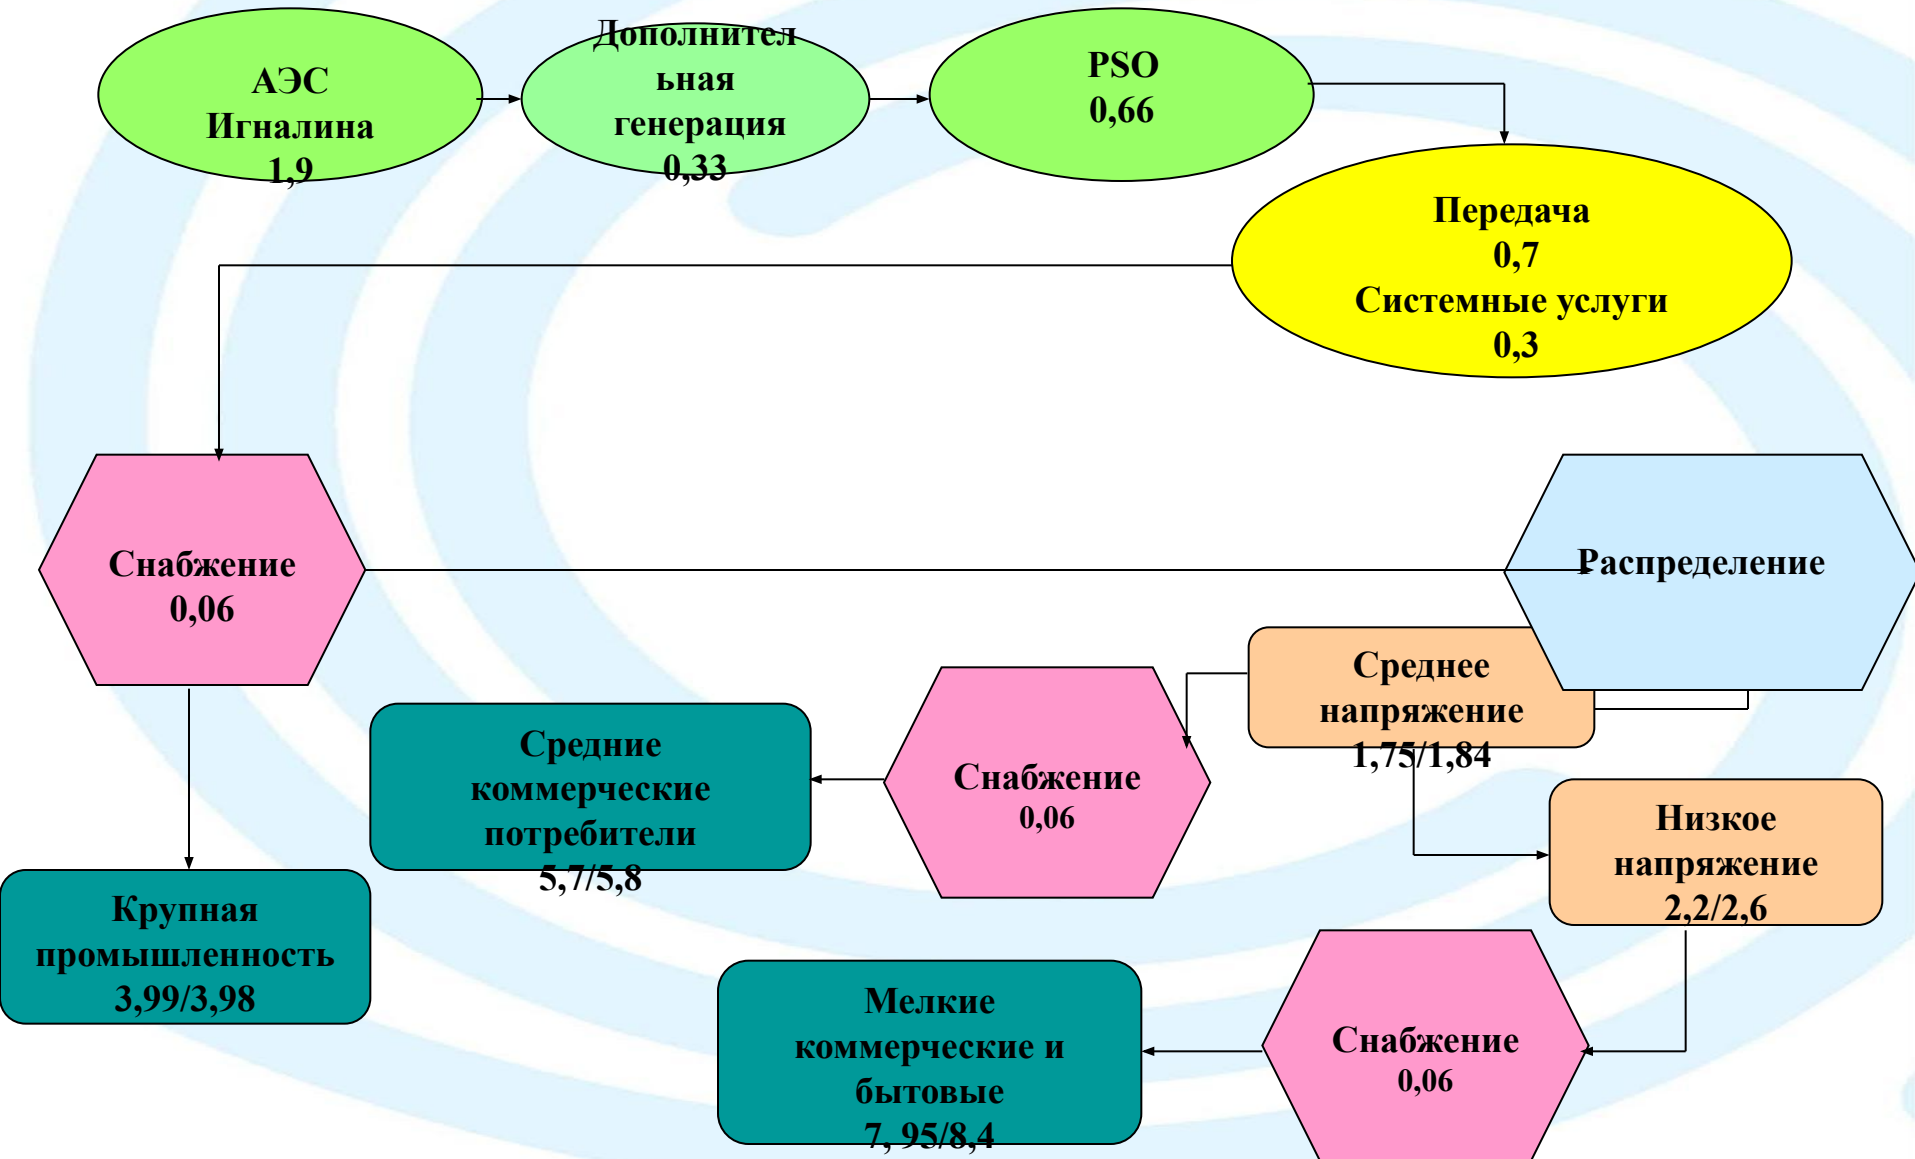 АЭС
Игналина
1,9
Дополнител
ьная
генерация
0,33
PSO
0,66
Передача
0,7
Системные услуги
0,3
Снабжение
0,06
Распределение
Среднее
напряжение
1,75/1,84
Средние
коммерческие
потребители
5,7/5,8
Снабжение
0,06
Низкое
напряжение
2,2/2,6
Крупная
промышленность
3,99/3,98
Мелкие
коммерческие и
бытовые
7, 95/8,4
Снабжение
0,06